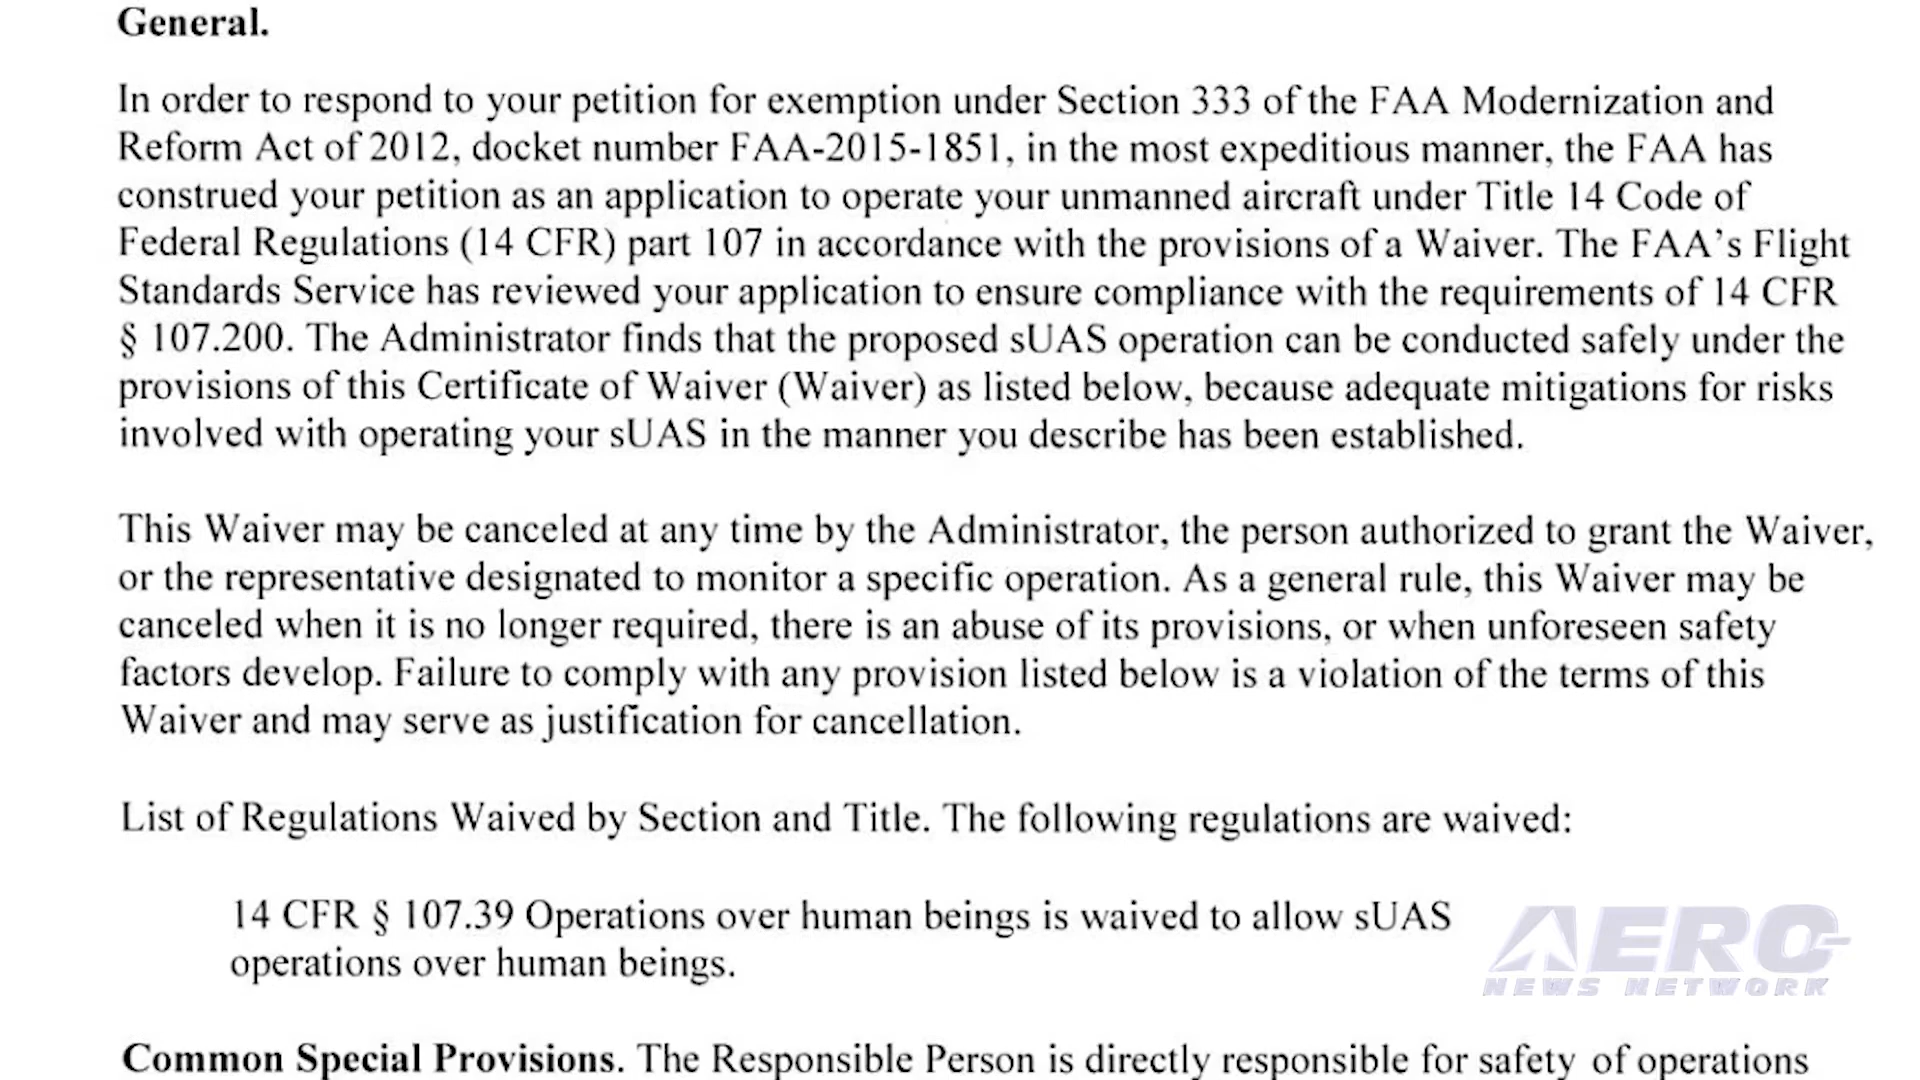 General.
In order to respond to your petition for exemption under Section 333 of the FAA Modernization and
Reform Act of 2012, docket number FAA-2015-1851, in the most expeditious manner, the FAA has
construed your petition as an application to operate your unmanned aircraft under Title 14 Code of
Federal Regulations (14 CFR) part 107 in accordance with the provisions of a Waiver. The FAA's Flight
Standards Service has reviewed your application to ensure compliance with the requirements of 14 CFR
§ 107.200. The Administrator finds that the proposed sUAS operation can be conducted safely under the
provisions of this Certificate of Waiver (Waiver) as listed below, because adequate mitigations for risks
involved with operating your sUAS in the manner you describe has been established.
This Waiver may be canceled at any time by the Administrator, the person authorized to grant the Waiver,
or the representative designated to monitor a specific operation. As a general rule, this Waiver may be
canceled when it is no longer required, there is an abuse of its provisions, or when unforeseen safety
factors develop. Failure to comply with any provision listed below is a violation of the terms of this
Waiver and may serve as justification for cancellation.
List of Regulations Waived by Section and Title. The following regulations are waived:
14 CFR § 107.39 Operations over human beings is waived to allow sUAS
operations over human beings.
AERO
NEWS NETWORK
Common Special Provisions. The Responsible Person is directly responsible for safety of operations